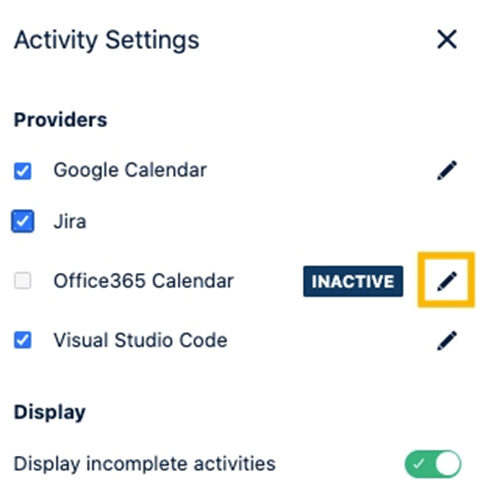 Activity Settings
Providers
Google Calendar
Jira
Office365 Calendar INACTIVE
Visual Studio Code
Display
Display incomplete activities